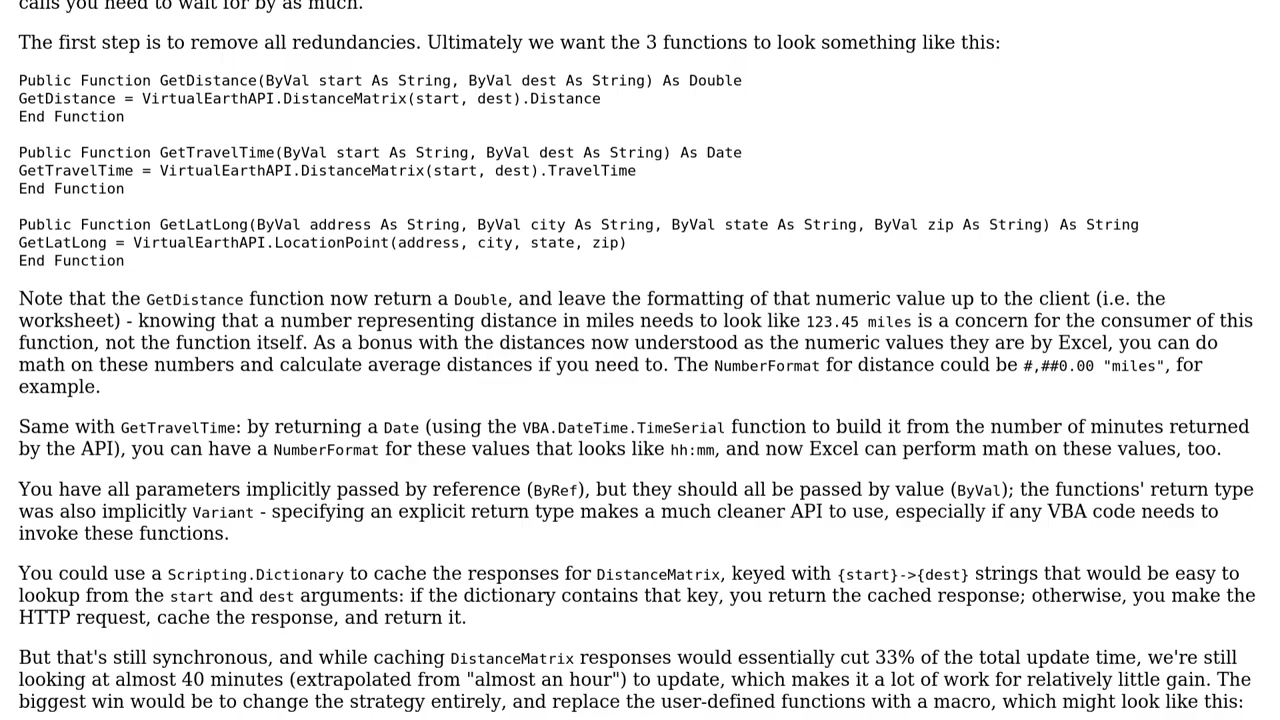 calls you need to wait for by as much.
The first step is to remove all redundancies. Ultimately we want the 3 functions to look something like this:
Public Function GetDistance(ByVal start As String, ByVal dest As String) As Double
GetDistance = VirtualEarthAPI.DistanceMatrix(start, dest).Distance
End Function
Public Function GetTravelTime(ByVal start As String, ByVal dest As String) As Date
GetTravelTime = VirtualEarthAPI.DistanceMatrix(start, dest).TravelTime
End Function
Public Function GetLatLong(ByVal address As String, ByVal city As String, ByVal state As String, ByVal zip As String) As String
GetLatLong = VirtualEarthAPI.LocationPoint(address, city, state, zip)
End Function
Note that the GetDistance function now return a Double, and leave the formatting of that numeric value up to the client (i.e. the
worksheet) - knowing that a number representing distance in miles needs to look like 123.45 miles is a concern for the consumer of this
function, not the function itself. As a bonus with the distances now understood as the numeric values they are by Excel, you can do
math on these numbers and calculate average distances if you need to. The NumberFormat for distance could be #,##0.00 "miles", for
example.
Same with GetTravelTime: by returning a Date (using the VBA.DateTime.TimeSerial function to build it from the number of minutes returned
by the API), you can have a NumberFormat for these values that looks like hh:mm, and now Excel can perform math on these values, too.
You have all parameters implicitly passed by reference (ByRef), but they should all be passed by value (ByVal); the functions' return type
was also implicitly Variant - specifying an explicit return type makes a much cleaner API to use, especially if any VBA code needs to
invoke these functions.
You could use a Scripting.Dictionary to cache the responses for DistanceMatrix, keyed with {start}->{dest} strings that would be easy to
lookup from the start and dest arguments: if the dictionary contains that key, you return the cached response; otherwise, you make the
HTTP request, cache the response, and return it.
But that's still synchronous, and while caching DistanceMatrix responses would essentially cut 33% of the total update time, we're still
looking at almost 40 minutes (extrapolated from "almost an hour") to update, which makes it a lot of work for relatively little gain. The
biggest win would be to change the strategy entirely, and replace the user-defined functions with a macro, which might look like this: